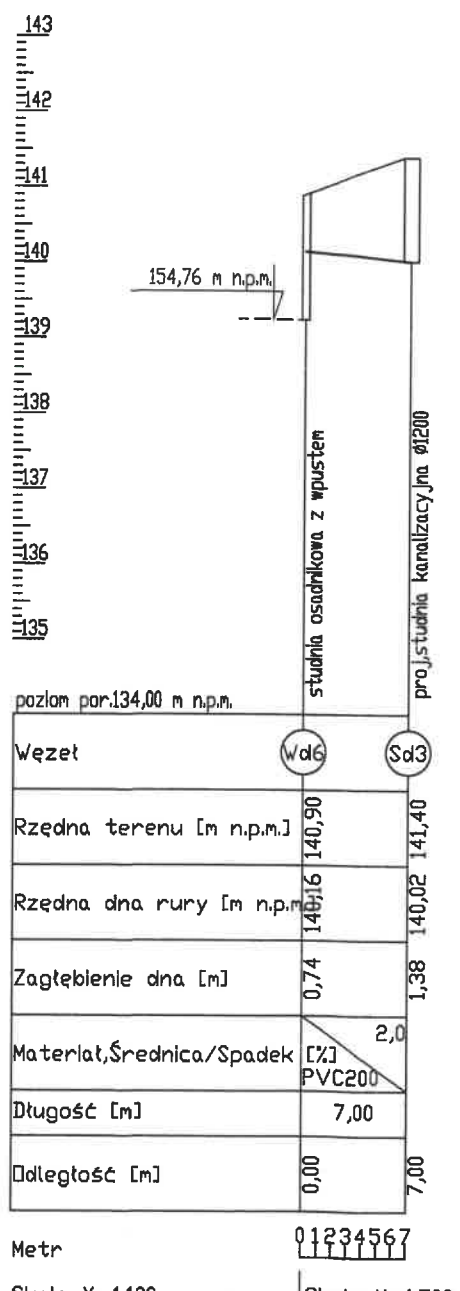 143
142
141
140
154,76 m n.p.m.
139
138
137
136
135
studnia osadnikowa z wpustem
proj.studnia kanalizacyjna ø1200
poziom por.134,00 m n.p.m.
Węzeł Wd6 Sd3
Rzędna terenu [m n.p.m.] 140,90 141,40
Rzędna dna rury [m n.p.m.] 140,16 140,02
Zagłębienie dna [m] 0,74 1,38
Materiał,Średnica/Spadek [%] 2,0
PVC200
Długość [m] 7,00
Odległość [m] 0,00 7,00
Metr 01234567